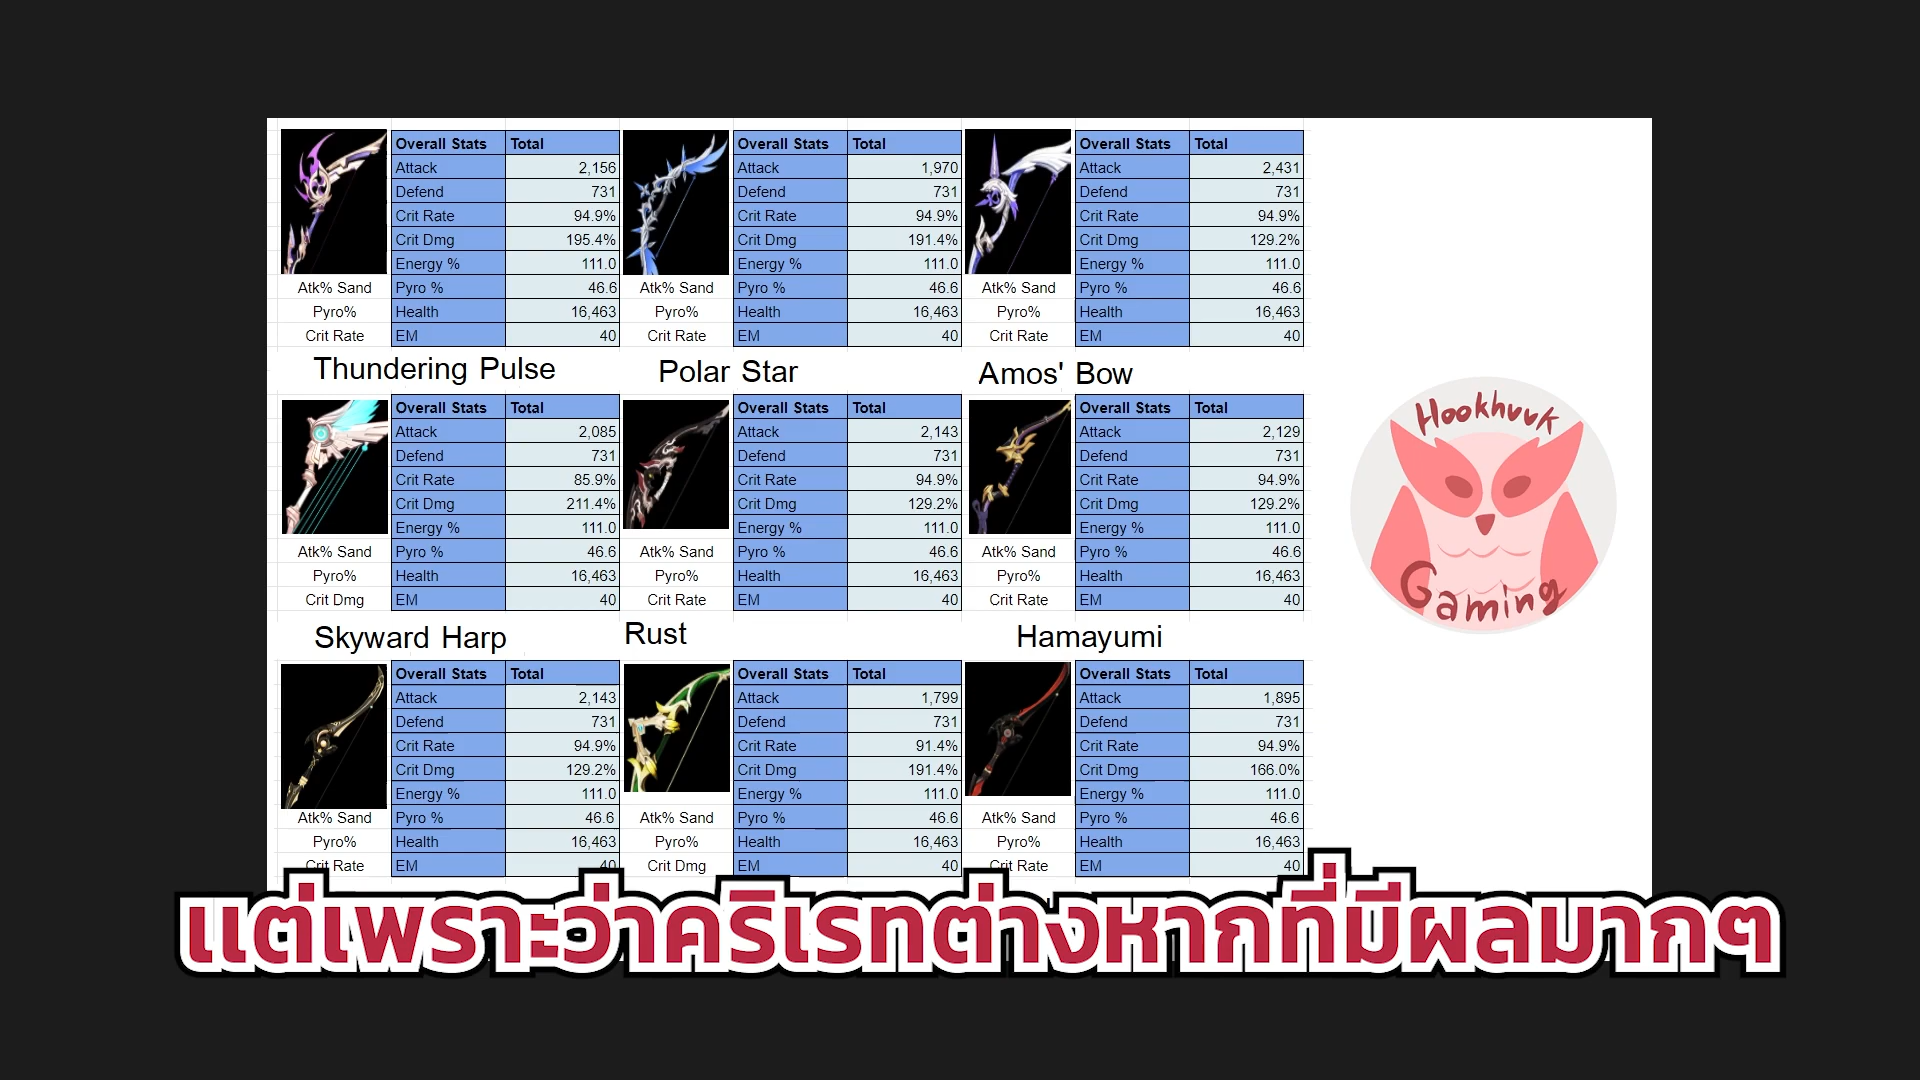 Overall Stats Total Overall Stats Total Overall Stats Total
Attack 2,156 Attack 1,970 Attack 2,431
Defend 731 Defend 731 Defend 731
Crit Rate 94.9% Crit Rate 94.9% Crit Rate 94.9%
Crit Dmg 195.4% Crit Dmg 191.4% Crit Dmg 129.2%
Energy % 111.0 Energy % 111.0 Energy % 111.0
Atk% Sand Pyro % 46.6 Atk% Sand Pyro % 46.6 Atk% Sand Pyro % 46.6
Pyro% Health 16,463 Pyro% Health 16,463 Pyro% Health 16,463
Crit Rate EM 40 Crit Rate EM 40 Crit Rate EM 40
Thundering Pulse Polar Star Amos' Bow
Overall Stats Total Overall Stats Total Overall Stats Total
Attack 2,085 Attack 2,143 Attack 2,129
Defend 731 Defend 731 Defend 731
Crit Rate 85.9% Crit Rate 94.9% Crit Rate 94.9%
Crit Dmg 211.4% Crit Dmg 129.2% Crit Dmg 129.2%
Energy % 111.0 Energy % 111.0 Energy % 111.0
Atk% Sand Pyro % 46.6 Atk% Sand Pyro % 46.6 Atk% Sand Pyro % 46.6
Pyro% Health 16,463 Pyro% Health 16,463 Pyro% Health 16,463
Crit Dmg EM 40 Crit Rate EM 40 Crit Rate EM 40
Skyward Harp Rust Hamayumi
Overall Stats Total Overall Stats Total Overall Stats Total
Attack 2,143 Attack 1,799 Attack 1,895
Defend 731 Defend 731 Defend 731
Crit Rate 94.9% Crit Rate 91.4% Crit Rate 94.9%
Crit Dmg 129.2% Crit Dmg 191.4% Crit Dmg 166.0%
Energy % 111.0 Energy % 111.0 Energy % 111.0
Atk% Sand Pyro % 46.6 Atk% Sand Pyro % 46.6 Atk% Sand Pyro % 46.6
Pyro% Health 16,463 Pyro% Health 16,463 Pyro% Health 16,463
Crit Rate EM 40 Crit Dmg EM 40 Crit Rate EM 40
Hookhuuk
Gaming
แต่เพราะว่าคริเรทต่างหากที่มีผลมากๆ